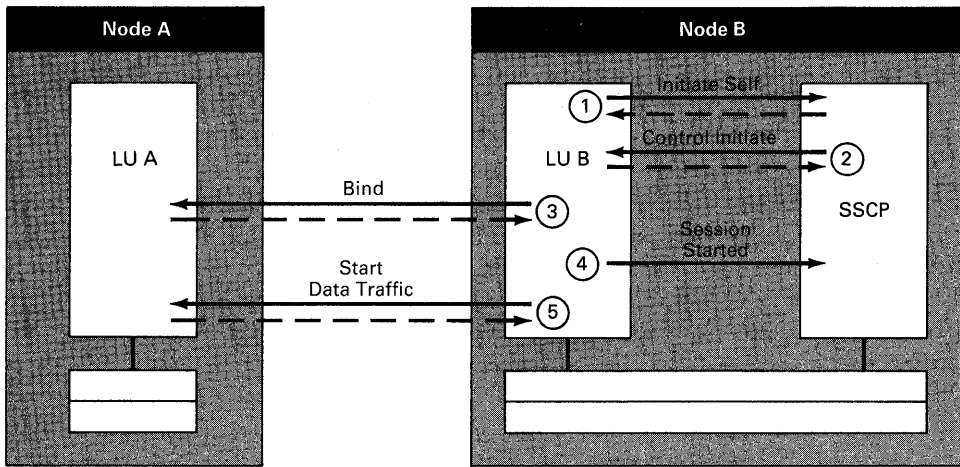 Node A
Node B
Initiate Self
1
Control Initiate
LU A
LU B
2
Bind
3
SSCP
Session
Started
4
Start
Data Traffic
5